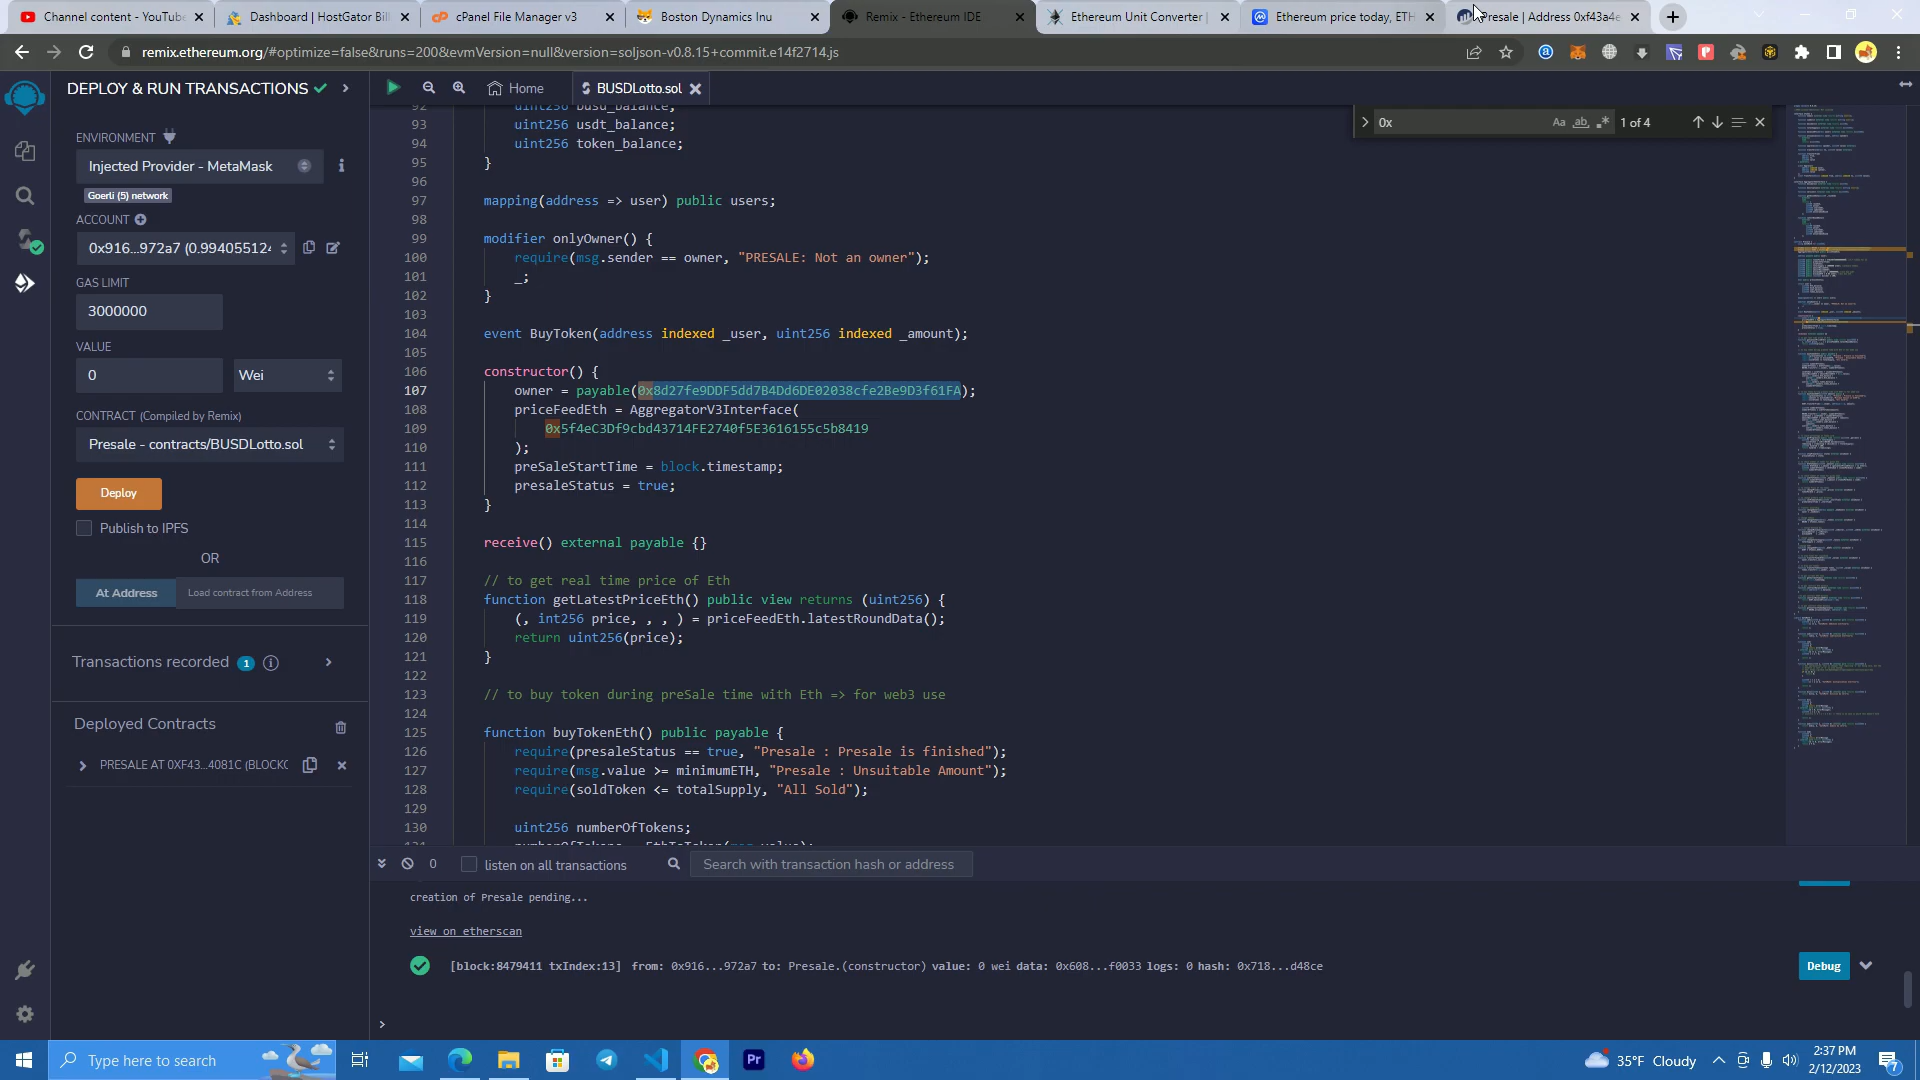 Channel content - YouTube
Dashboard | HostGator Bill
cPanel File Manager v3
Boston Dynamics Inu
Remix - Ethereum IDE
Ethereum Unit Converter |
Ethereum price today, ETH
Presale | Address 0xf43a4e
remix.ethereum.org/#optimize=false&runs=200&evmVersion=null&version=soljson-v0.8.15+commit.e14f2714.js
DEPLOY & RUN TRANSACTIONS
Home
BUSDLotto.sol
0x
Aa
ab
1 of 4
ENVIRONMENT
Injected Provider - MetaMask
Goerli (5) network
ACCOUNT
0x916...972a7 (0.994055124
GAS LIMIT
3000000
VALUE
0
Wei
CONTRACT (Compiled by Remix)
Presale - contracts/BUSDLotto.sol
Deploy
Publish to IPFS
OR
At Address
Load contract from Address
Transactions recorded 1
Deployed Contracts
PRESALE AT 0XF43...4081C (BLOCKC
92 uint256 busd_balance;
93 uint256 usdt_balance;
94 uint256 token_balance;
95 }
96
97 mapping(address => user) public users;
98
99 modifier onlyOwner() {
100 require(msg.sender == owner, "PRESALE: Not an owner");
101 _;
102 }
103
104 event BuyToken(address indexed _user, uint256 indexed _amount);
105
106 constructor() {
107 owner = payable(0x8d27fe9DDF5dd7B4Dd6DE02038cfe2Be9D3f61FA);
108 priceFeedEth = AggregatorV3Interface(
109 0x5f4eC3Df9cbd43714FE2740f5E3616155c5b8419
110 );
111 preSaleStartTime = block.timestamp;
112 presaleStatus = true;
113 }
114
115 receive() external payable {}
116
117 // to get real time price of Eth
118 function getLatestPriceEth() public view returns (uint256) {
119 (, int256 price, , , ) = priceFeedEth.latestRoundData();
120 return uint256(price);
121 }
122
123 // to buy token during preSale time with Eth => for web3 use
124
125 function buyTokenEth() public payable {
126 require(presaleStatus == true, "Presale : Presale is finished");
127 require(msg.value >= minimumETH, "Presale : Unsuitable Amount");
128 require(soldToken <= totalSupply, "All Sold");
129
130 uint256 numberOfTokens;
0
listen on all transactions
Search with transaction hash or address
creation of Presale pending...
view on etherscan
[block:8479411 txIndex:13] from: 0x916...972a7 to: Presale.(constructor) value: 0 wei data: 0x608...f0033 logs: 0 hash: 0x718...d48ce
Debug
>
Type here to search
Pr
35°F Cloudy
2:37 PM
2/12/2023
7